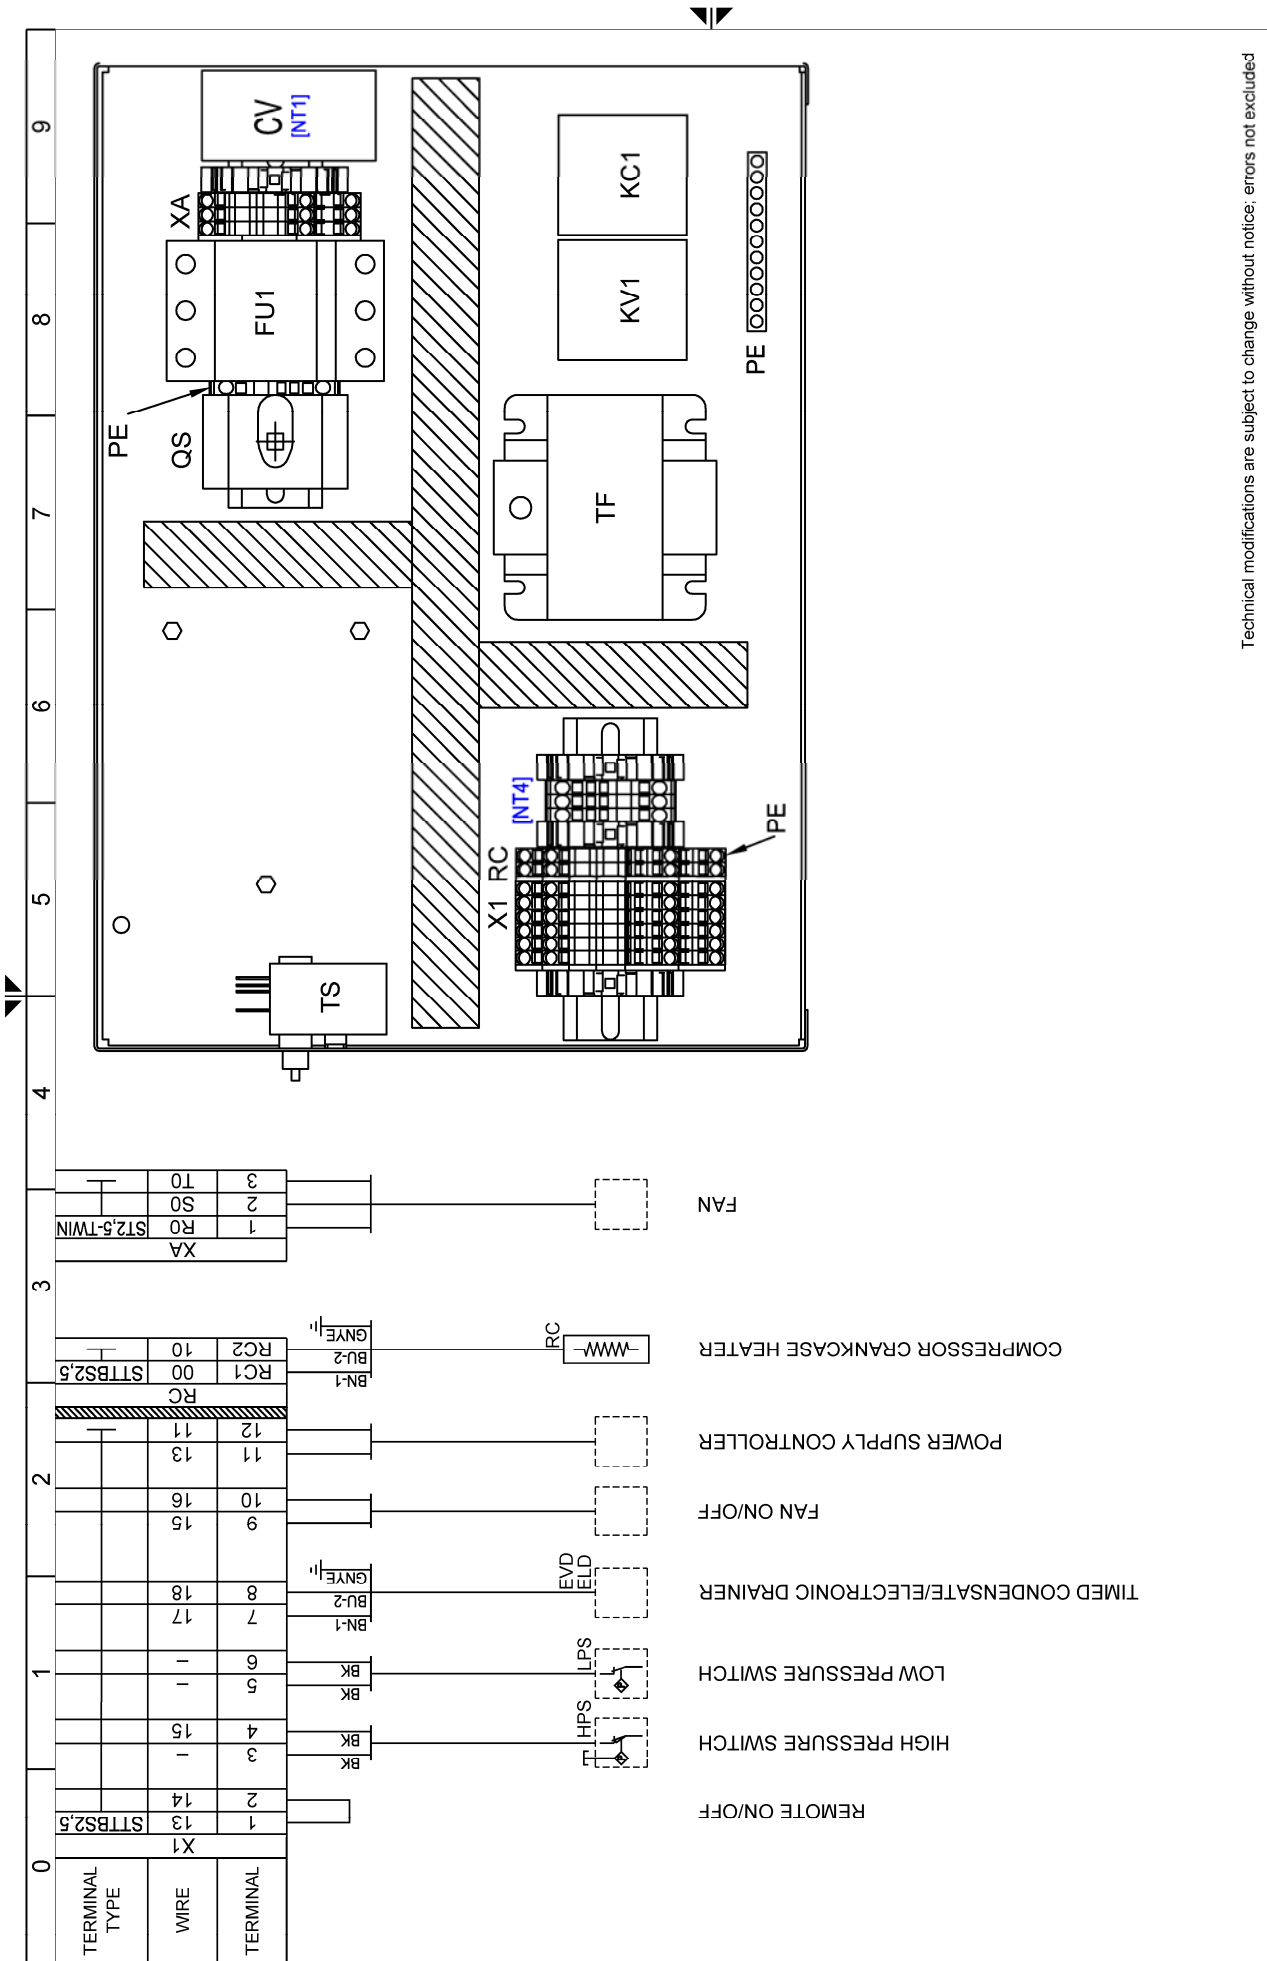 9
8
7
6
5
4
3
2
1
0
CV
[NT1]
XA
FU1
PE
QS
KC1
KV1
PE
TF
[NT4]
RC
X1
PE
TS
Technical modifications are subject to change without notice; errors not excluded
TERMINAL TYPE
WIRE
TERMINAL
X1
STTBS2,5
13 1
14 2
REMOTE ON/OFF
– 3 BK
15 4 BK
HPS
HIGH PRESSURE SWITCH
– 5 BK
– 6 BK
LPS
LOW PRESSURE SWITCH
17 7 BN-1
18 8 BU-2
GNYE
EVD
ELD
TIMED CONDENSATE/ELECTRONIC DRAINER
15 9
16 10
FAN ON/OFF
13 11
11 12
POWER SUPPLY CONTROLLER
RC
STTBS2,5
00 RC1 BN-1
10 RC2 BU-2
GNYE
RC
COMPRESSOR CRANKCASE HEATER
XA
ST2,5-TWIN
R0 1
S0 2
T0 3
FAN